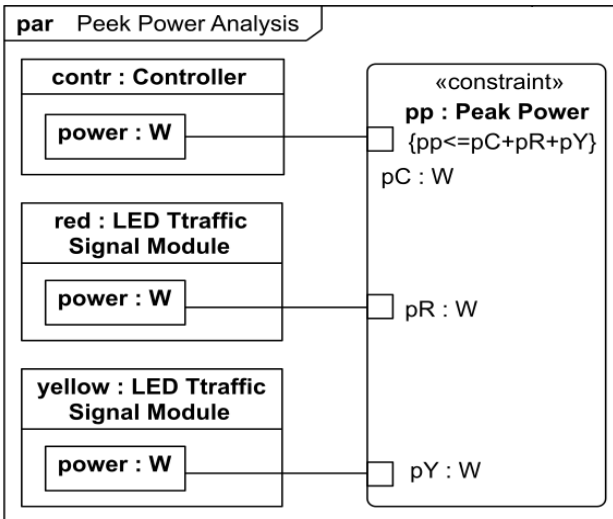 par Peek Power Analysis
contr : Controller
power : W
«constraint»
pp : Peak Power
{pp<=pC+pR+pY}
pC : W
red : LED Ttraffic
Signal Module
power : W
pR : W
yellow : LED Ttraffic
Signal Module
power : W
pY : W